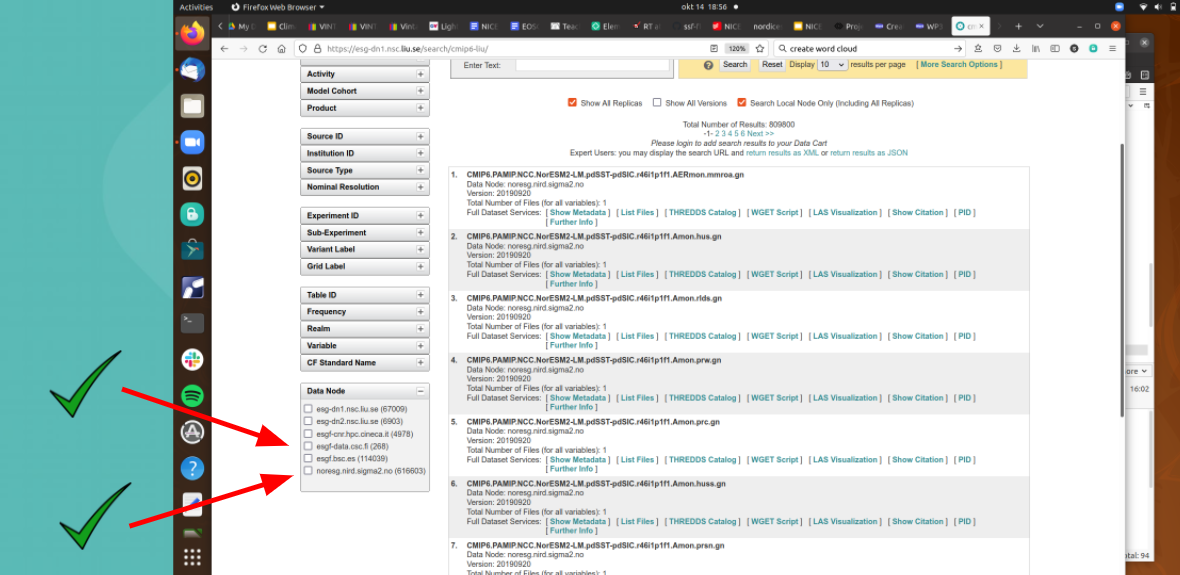 Activities
Firefox Web Browser
okt 14 18:56
My D
Clim
VINT
VINT
Vinta
Ligh
NICE
EOS
Teac
Elem
RT at
NICE
nordice
NICE
Proj
Crea
WP3
https://esg-dn1.nsc.liu.se/search/cmip6-liu/
120%
create word cloud
Activity
Model Cohort
Product
Source ID
Institution ID
Source Type
Nominal Resolution
Experiment ID
Sub-Experiment
Variant Label
Grid Label
Table ID
Frequency
Realm
Variable
CF Standard Name
Data Node
esg-dn1.nsc.liu.se (67009)
esg-dn2.nsc.liu.se (6903)
esgf-cnr.hpc.cineca.it (4978)
esgf-data.csc.fi (268)
esgf.bsc.es (114039)
noresg.nird.sigma2.no (616603)
Enter Text:
Search Reset Display 10 results per page [ More Search Options ]
Show All Replicas Show All Versions Search Local Node Only (Including All Replicas)
Total Number of Results: 809800
-1- 2 3 4 5 6 Next >>
Please login to add search results to your Data Cart
Expert Users: you may display the search URL and return results as XML or return results as JSON
1. CMIP6.PAMIP.NCC.NorESM2-LM.pdSST-pdSIC.r46i1p1f1.AERmon.mmroa.gn
Data Node: noresg.nird.sigma2.no
Version: 20190920
Total Number of Files (for all variables): 1
Full Dataset Services: [ Show Metadata ] [ List Files ] [ THREDDS Catalog ] [ WGET Script ] [ LAS Visualization ] [ Show Citation ] [ PID ]
[ Further Info ]
2. CMIP6.PAMIP.NCC.NorESM2-LM.pdSST-pdSIC.r46i1p1f1.Amon.hus.gn
Data Node: noresg.nird.sigma2.no
Version: 20190920
Total Number of Files (for all variables): 1
Full Dataset Services: [ Show Metadata ] [ List Files ] [ THREDDS Catalog ] [ WGET Script ] [ LAS Visualization ] [ Show Citation ] [ PID ]
[ Further Info ]
3. CMIP6.PAMIP.NCC.NorESM2-LM.pdSST-pdSIC.r46i1p1f1.Amon.rlds.gn
Data Node: noresg.nird.sigma2.no
Version: 20190920
Total Number of Files (for all variables): 1
Full Dataset Services: [ Show Metadata ] [ List Files ] [ THREDDS Catalog ] [ WGET Script ] [ LAS Visualization ] [ Show Citation ] [ PID ]
[ Further Info ]
4. CMIP6.PAMIP.NCC.NorESM2-LM.pdSST-pdSIC.r46i1p1f1.Amon.prw.gn
Data Node: noresg.nird.sigma2.no
Version: 20190920
Total Number of Files (for all variables): 1
Full Dataset Services: [ Show Metadata ] [ List Files ] [ THREDDS Catalog ] [ WGET Script ] [ LAS Visualization ] [ Show Citation ] [ PID ]
[ Further Info ]
5. CMIP6.PAMIP.NCC.NorESM2-LM.pdSST-pdSIC.r46i1p1f1.Amon.prc.gn
Data Node: noresg.nird.sigma2.no
Version: 20190920
Total Number of Files (for all variables): 1
Full Dataset Services: [ Show Metadata ] [ List Files ] [ THREDDS Catalog ] [ WGET Script ] [ LAS Visualization ] [ Show Citation ] [ PID ]
[ Further Info ]
6. CMIP6.PAMIP.NCC.NorESM2-LM.pdSST-pdSIC.r46i1p1f1.Amon.huss.gn
Data Node: noresg.nird.sigma2.no
Version: 20190920
Total Number of Files (for all variables): 1
Full Dataset Services: [ Show Metadata ] [ List Files ] [ THREDDS Catalog ] [ WGET Script ] [ LAS Visualization ] [ Show Citation ] [ PID ]
[ Further Info ]
7. CMIP6.PAMIP.NCC.NorESM2-LM.pdSST-pdSIC.r46i1p1f1.Amon.prsn.gn
Data Node: noresg.nird.sigma2.no
Version: 20190920
Total Number of Files (for all variables): 1
ore
16:02
tal: 94